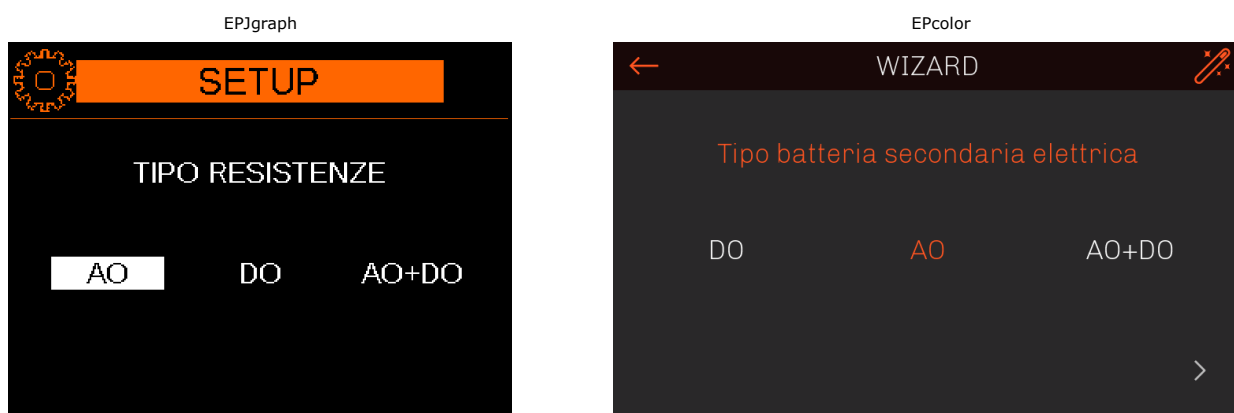 EPJgraph
SETUP
TIPO RESISTENZE
AO DO AO+DO
EPcolor
WIZARD
Tipo batteria secondaria elettrica
DO AO AO+DO